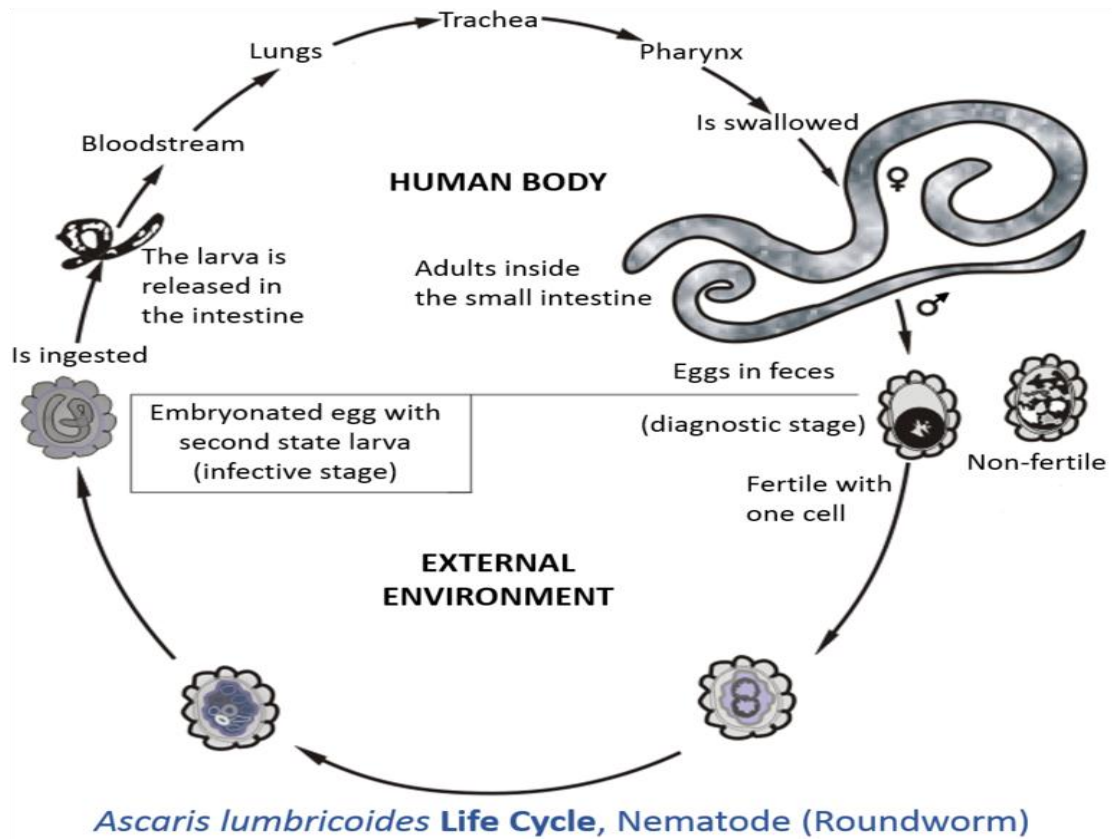 Trachea
Lungs
Pharynx
Is swallowed
Bloodstream
HUMAN BODY
♀
The larva is
released in
the intestine
Adults inside
the small intestine
♂
Is ingested
Eggs in feces
(diagnostic stage)
Embryonated egg with
second state larva
(infective stage)
Non-fertile
Fertile with
one cell
EXTERNAL
ENVIRONMENT
Ascaris lumbricoides Life Cycle, Nematode (Roundworm)